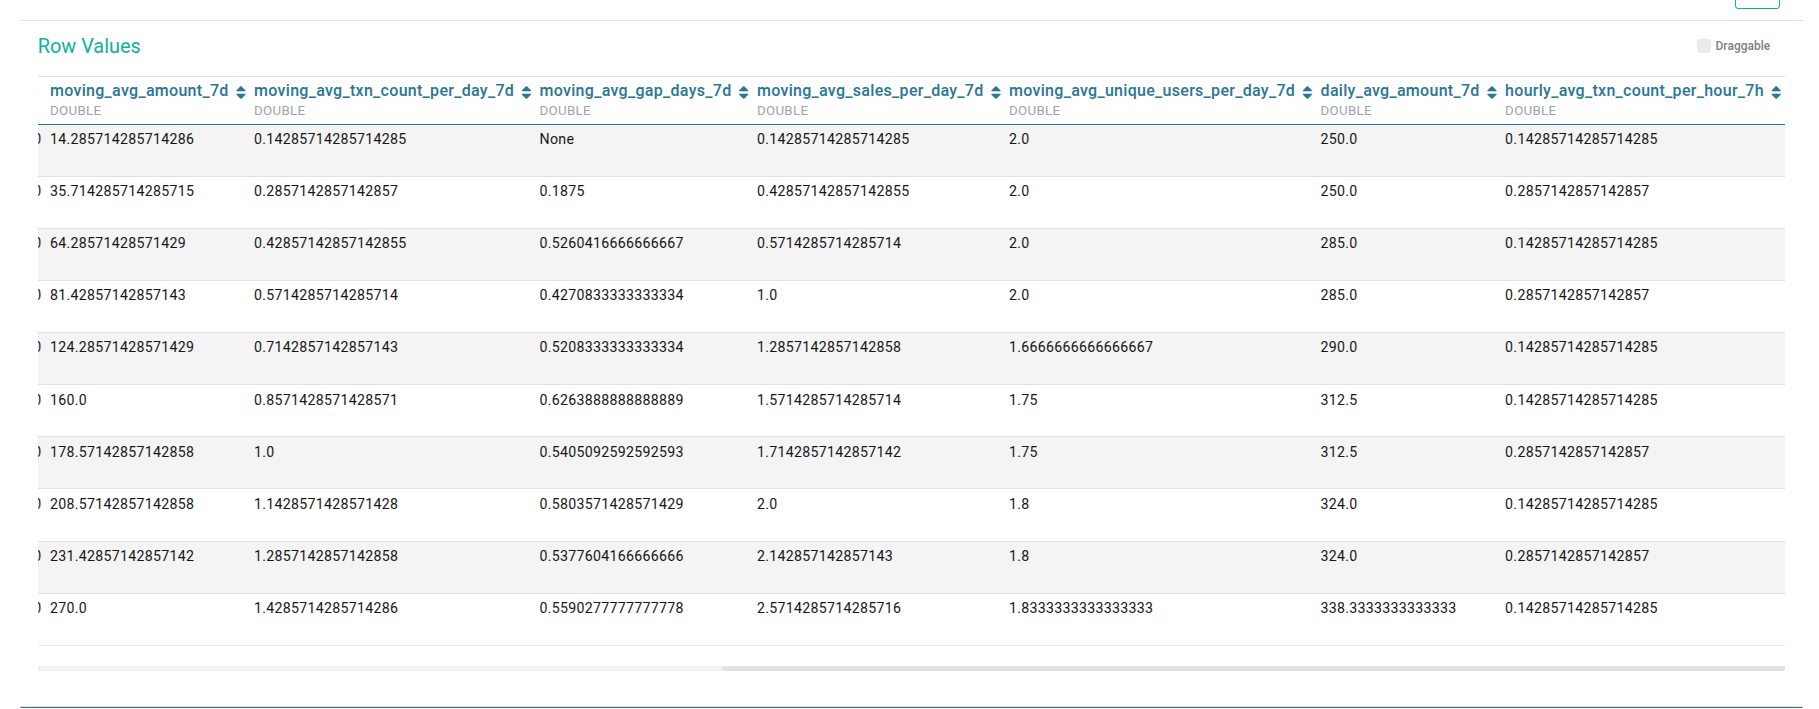 Row Values
Draggable
moving_avg_amount_7d moving_avg_txn_count_per_day_7d moving_avg_gap_days_7d moving_avg_sales_per_day_7d moving_avg_unique_users_per_day_7d daily_avg_amount_7d hourly_avg_txn_count_per_hour_7h
DOUBLE DOUBLE DOUBLE DOUBLE DOUBLE DOUBLE DOUBLE
14.285714285714286 0.14285714285714285 None 0.14285714285714285 2.0 250.0 0.14285714285714285
35.714285714285715 0.2857142857142857 0.1875 0.42857142857142855 2.0 250.0 0.2857142857142857
64.28571428571429 0.42857142857142855 0.5260416666666667 0.5714285714285714 2.0 285.0 0.14285714285714285
81.42857142857143 0.5714285714285714 0.4270833333333334 1.0 2.0 285.0 0.2857142857142857
124.28571428571429 0.7142857142857143 0.5208333333333334 1.2857142857142858 1.6666666666666667 290.0 0.14285714285714285
160.0 0.8571428571428571 0.6263888888888889 1.5714285714285714 1.75 312.5 0.14285714285714285
178.57142857142858 1.0 0.5405092592592593 1.7142857142857142 1.75 312.5 0.2857142857142857
208.57142857142858 1.1428571428571428 0.5803571428571429 2.0 1.8 324.0 0.14285714285714285
231.42857142857142 1.2857142857142858 0.5377604166666666 2.142857142857143 1.8 324.0 0.2857142857142857
270.0 1.4285714285714286 0.5590277777777778 2.5714285714285716 1.8333333333333333 338.3333333333333 0.14285714285714285